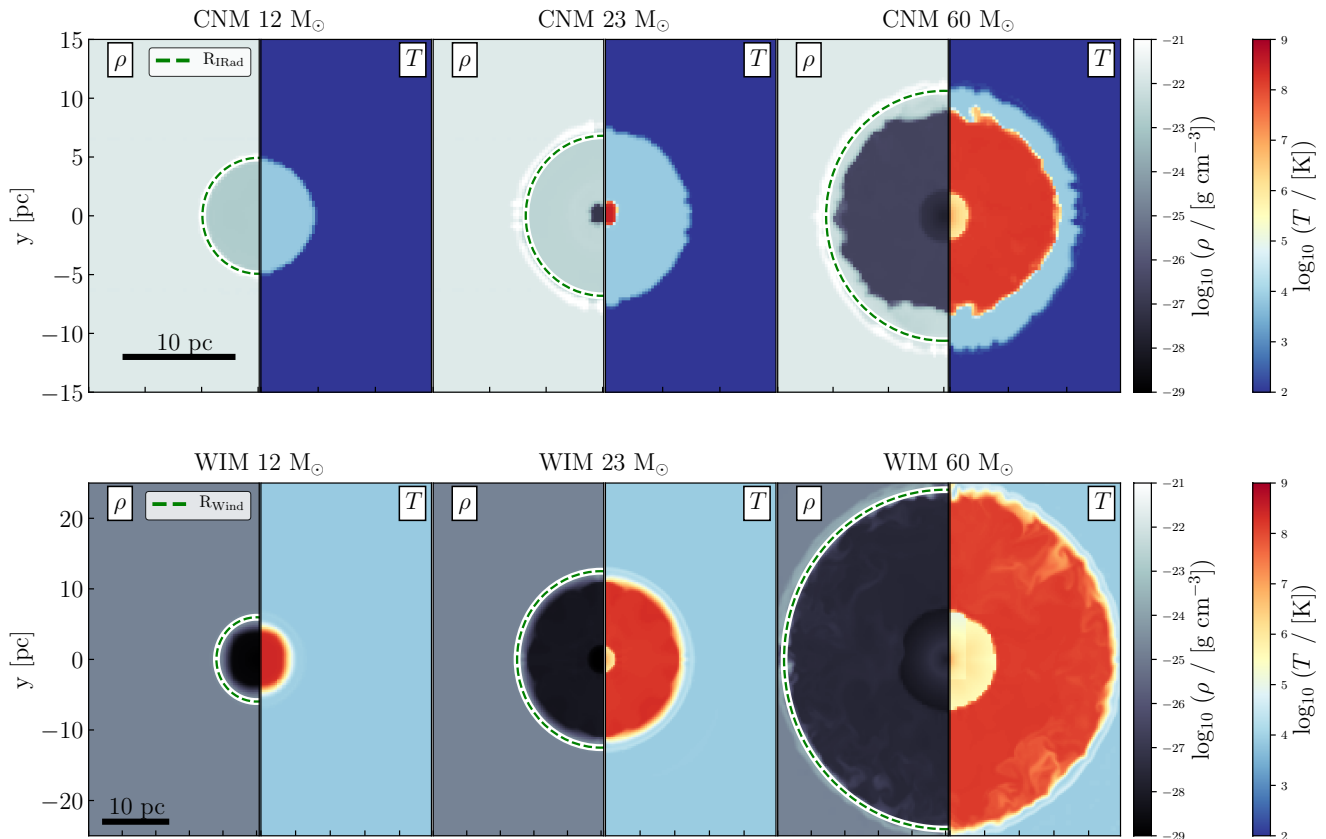 CNM 12 M☉
CNM 23 M☉
CNM 60 M☉
15
10
5
0
−5
−10
−15
y [pc]
ρ
R_IRad
T
10 pc
ρ
T
ρ
T
−21
−22
−23
−24
−25
−26
−27
−28
−29
log₁₀ (ρ / [g cm⁻³])
9
8
7
6
5
4
3
2
log₁₀ (T / [K])
WIM 12 M☉
WIM 23 M☉
WIM 60 M☉
20
10
0
−10
−20
y [pc]
ρ
R_Wind
T
10 pc
ρ
T
ρ
T
−21
−22
−23
−24
−25
−26
−27
−28
−29
log₁₀ (ρ / [g cm⁻³])
9
8
7
6
5
4
3
2
log₁₀ (T / [K])